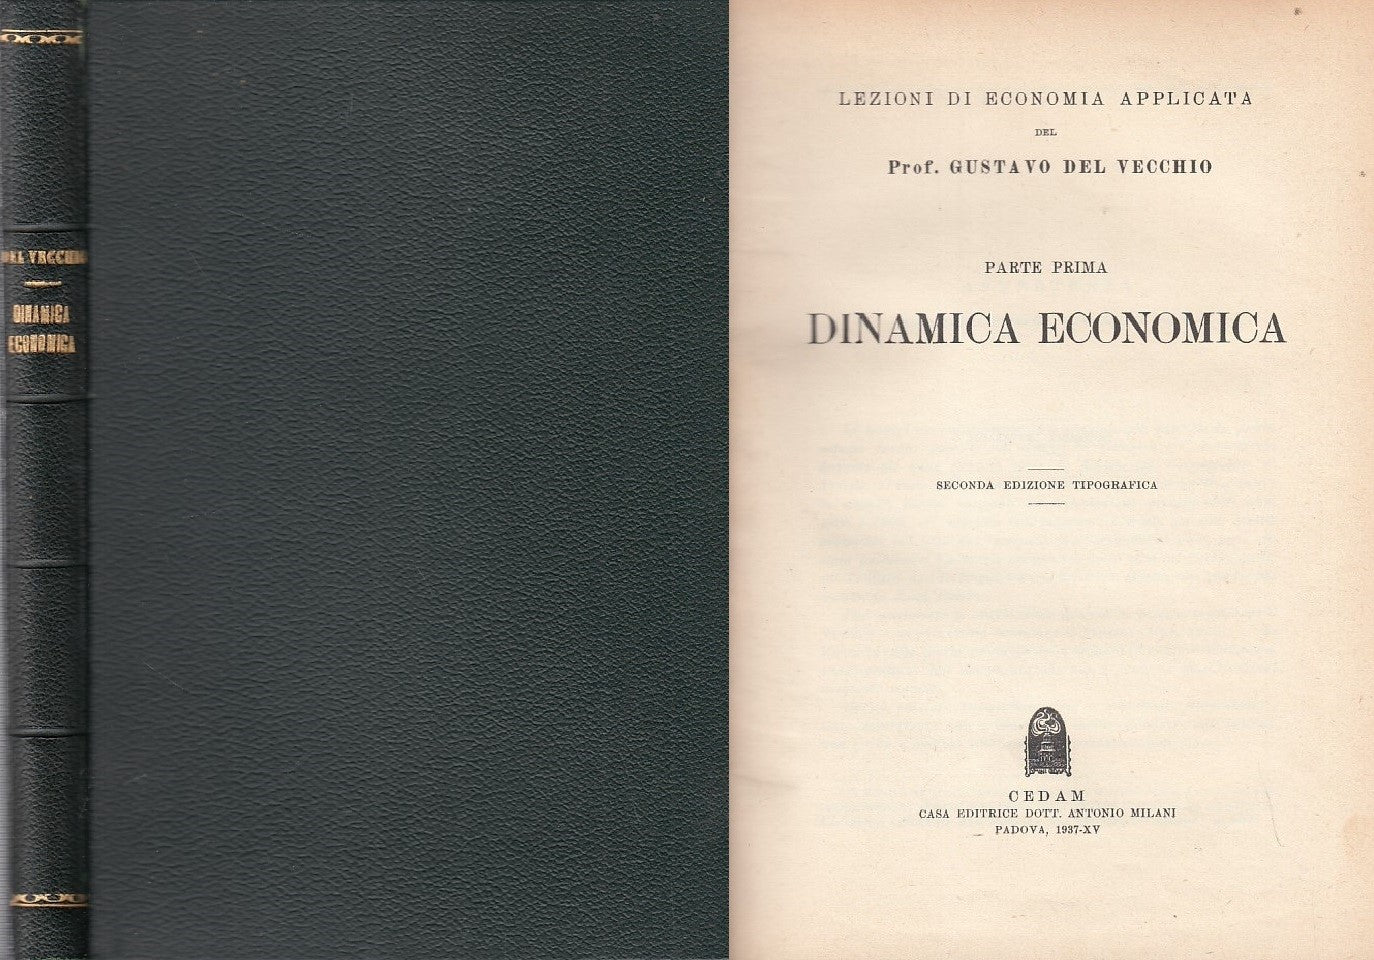 DEL VECCHIO
DINAMICA
ECONOMICA
LEZIONI DI ECONOMIA APPLICATA
DEL
Prof. GUSTAVO DEL VECCHIO
PARTE PRIMA
DINAMICA ECONOMICA
SECONDA EDIZIONE TIPOGRAFICA
CEDAM
CASA EDITRICE DOTT. ANTONIO MILANI
PADOVA, 1937-XV